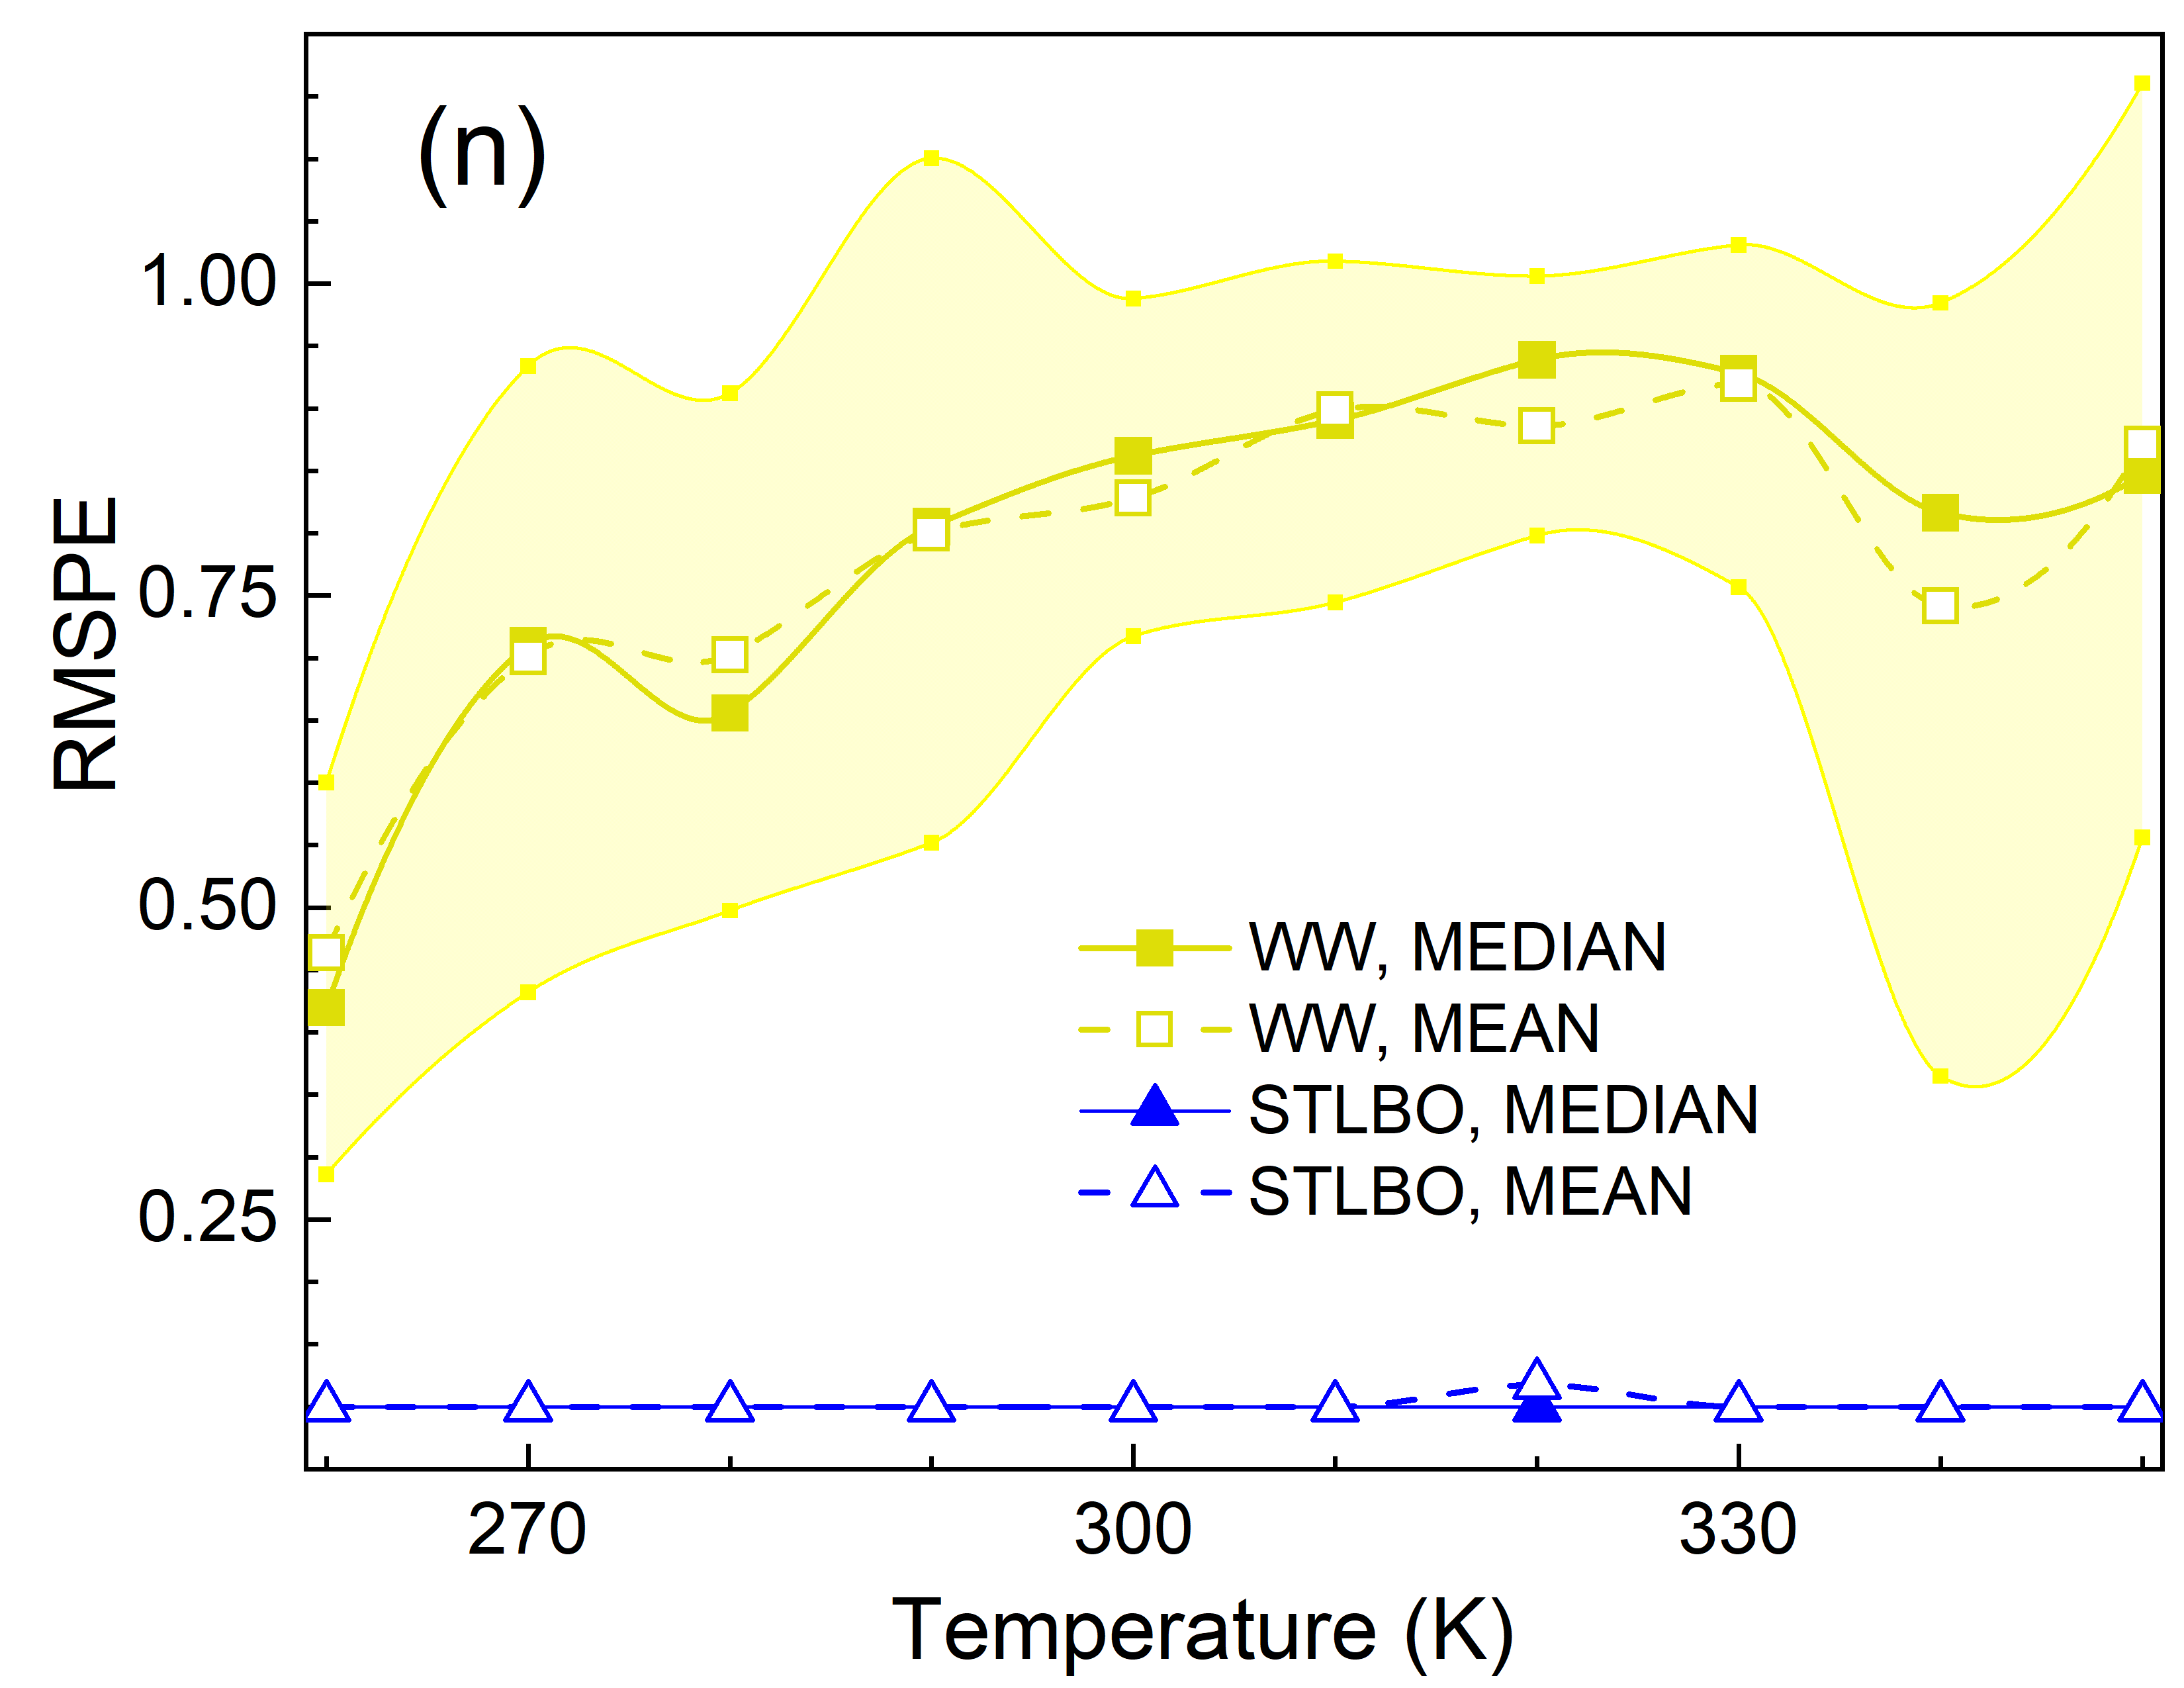 (n)
1.00
0.75
0.50
0.25
RMSPE
WW, MEDIAN
WW, MEAN
STLBO, MEDIAN
STLBO, MEAN
270 300 330
Temperature (K)